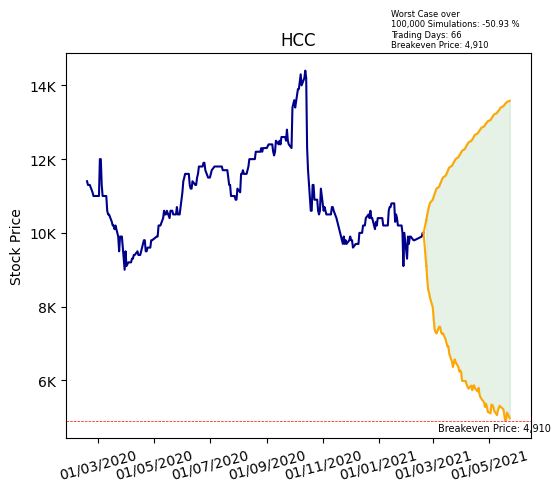 Worst Case over
100,000 Simulations: -50.93 %
Trading Days: 66
Breakeven Price: 4,910
HCC
Stock Price
14K
12K
10K
8K
6K
Breakeven Price: 4,910
01/03/2020
01/05/2020
01/07/2020
01/09/2020
01/11/2020
01/01/2021
01/03/2021
01/05/2021